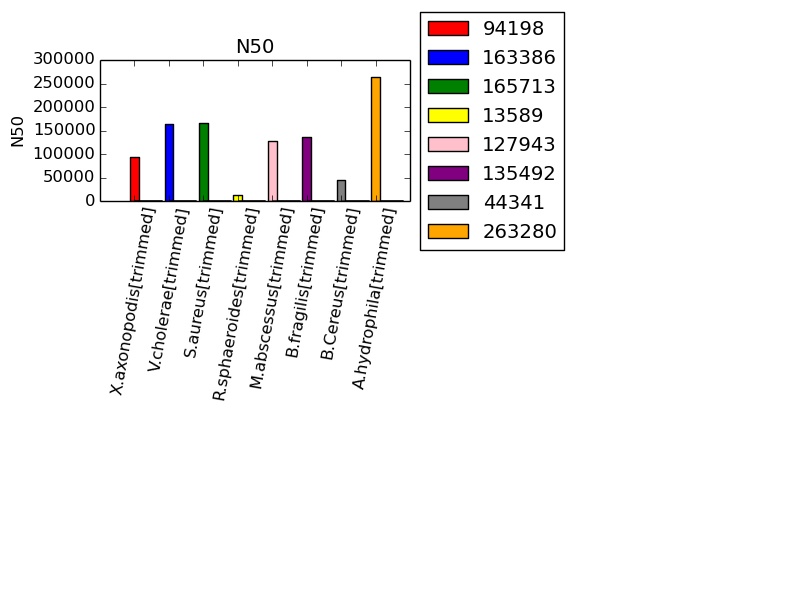 N50
N50
300000
250000
200000
150000
100000
50000
0
X.axonopodis[trimmed]
V.cholerae[trimmed]
S.aureus[trimmed]
R.sphaeroides[trimmed]
M.abscessus[trimmed]
B.fragilis[trimmed]
B.Cereus[trimmed]
A.hydrophila[trimmed]
94198
163386
165713
13589
127943
135492
44341
263280